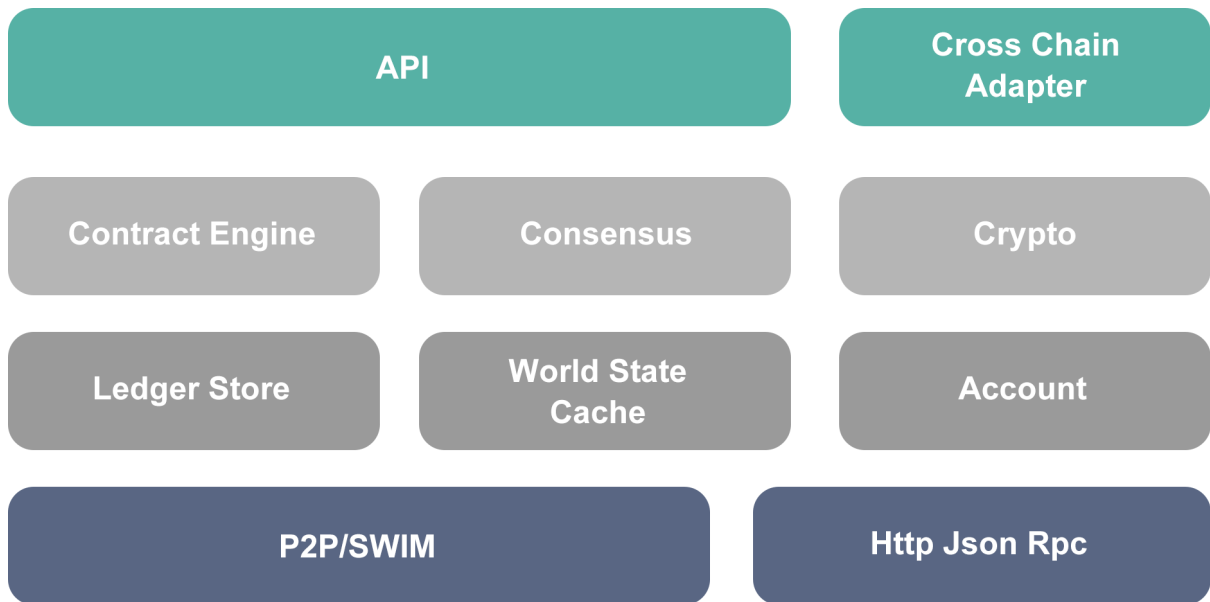 API
Cross Chain
Adapter
Contract Engine
Consensus
Crypto
Ledger Store
World State
Cache
Account
P2P/SWIM
Http Json Rpc